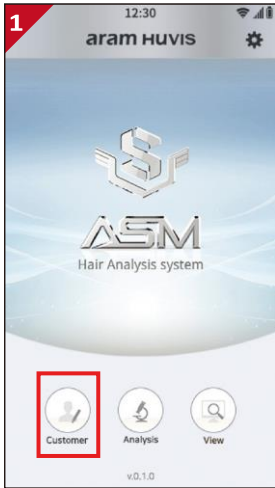 1
12:30
aram HUVIS
ASM
Hair Analysis system
Customer
Analysis
View
v.0.1.0